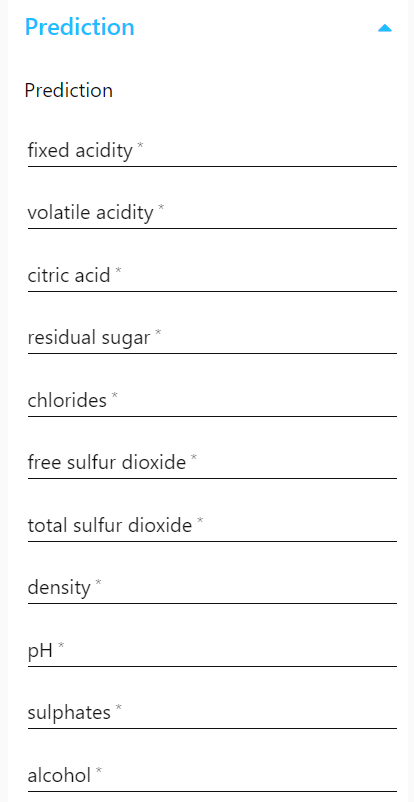 Prediction
Prediction
fixed acidity *
volatile acidity *
citric acid *
residual sugar *
chlorides *
free sulfur dioxide *
total sulfur dioxide *
density *
pH *
sulphates *
alcohol *